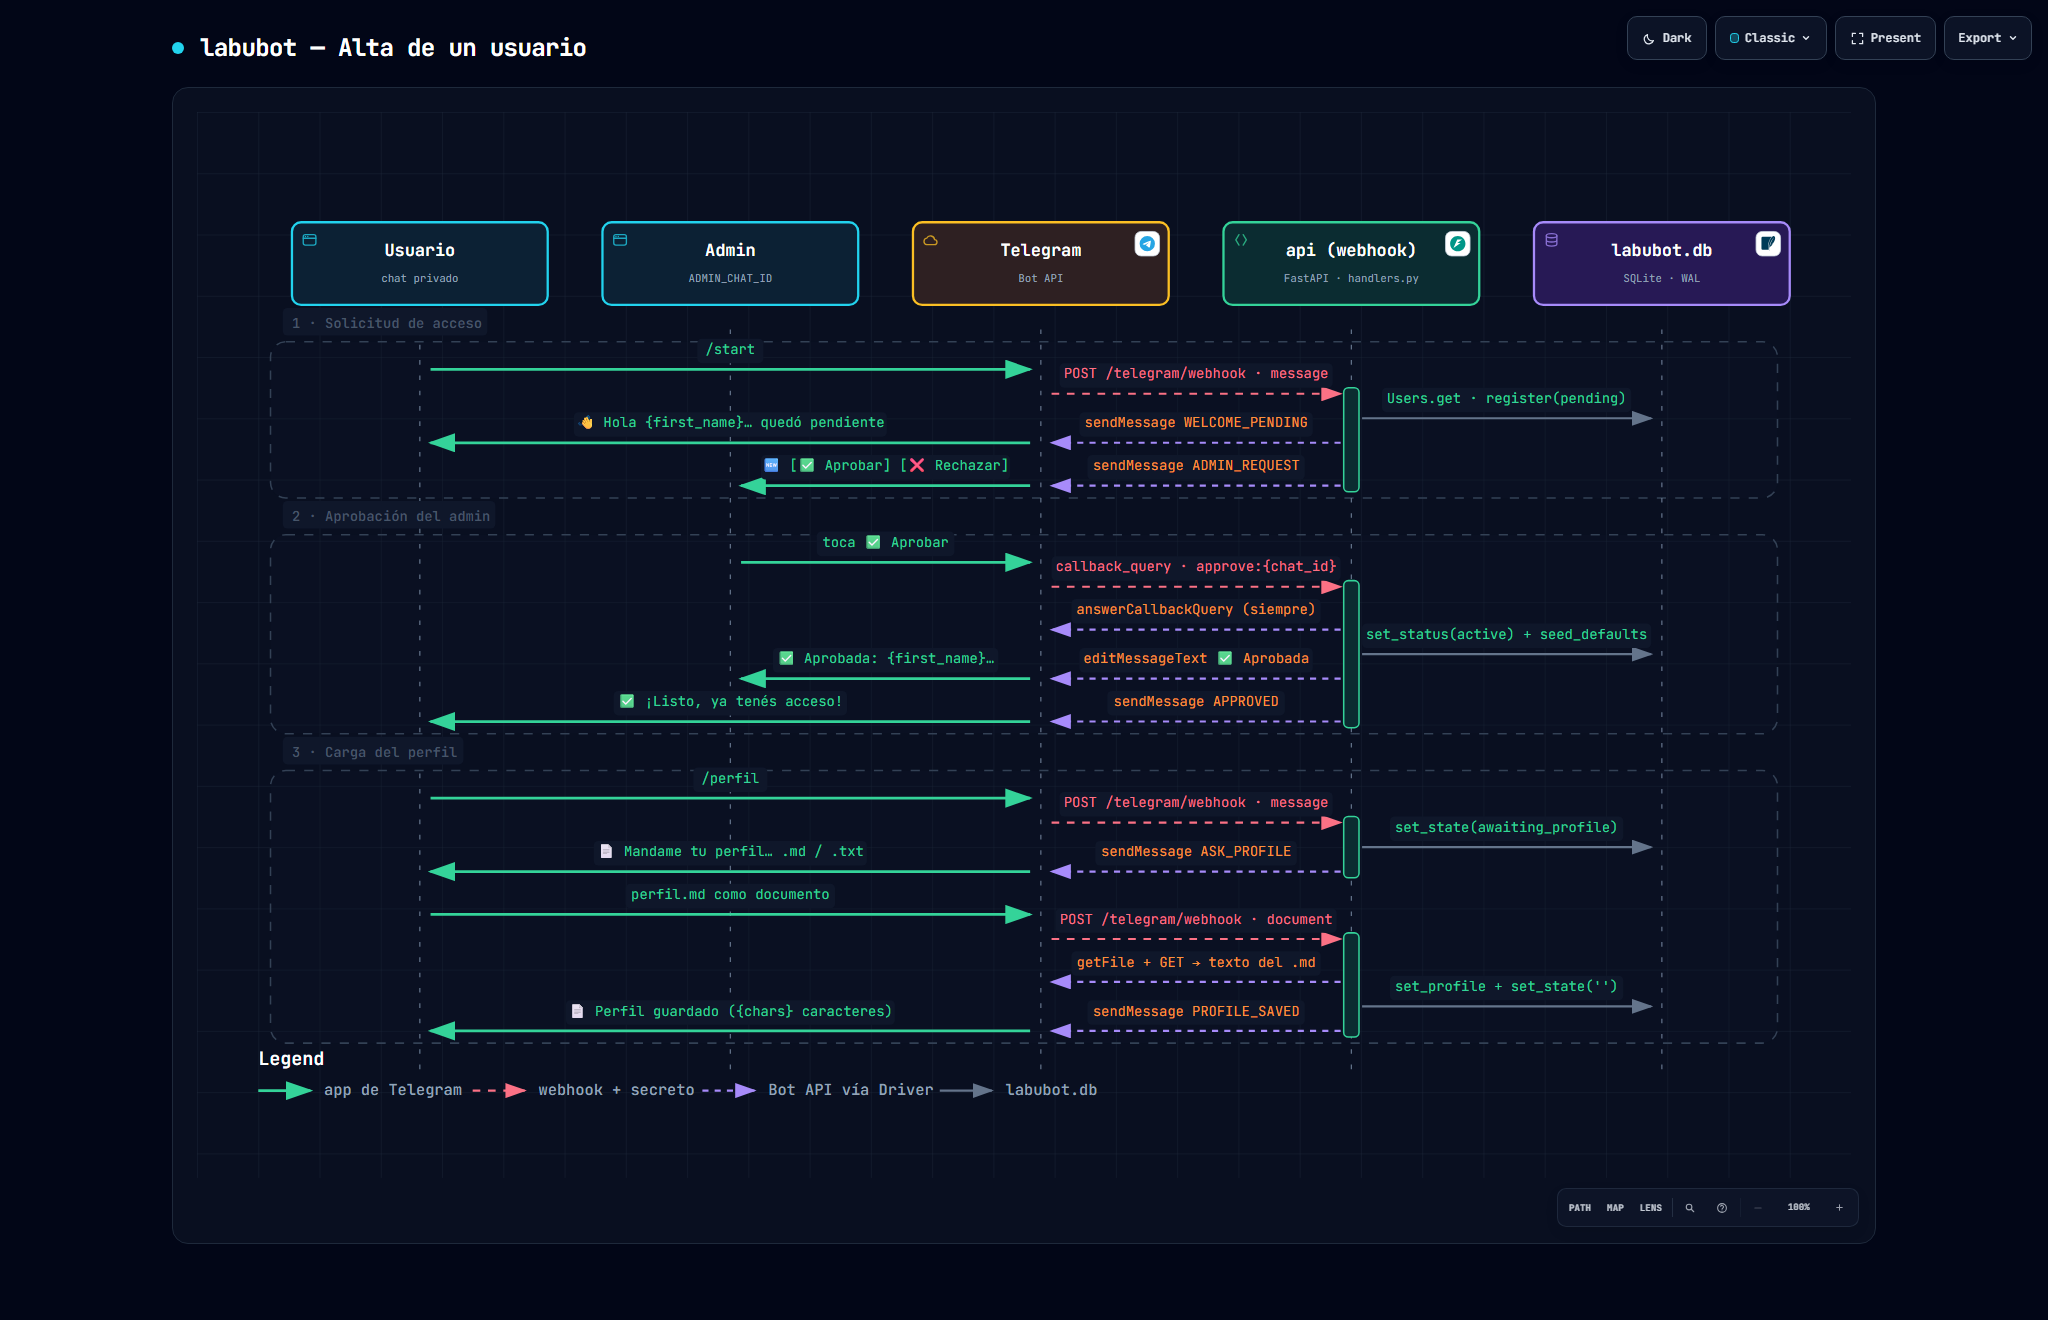 labubot — Alta de un usuario
Dark
Classic
Present
Export
Usuario
chat privado
Admin
ADMIN_CHAT_ID
Telegram
Bot API
api (webhook)
FastAPI · handlers.py
labubot.db
SQLite · WAL
1 · Solicitud de acceso
/start
POST /telegram/webhook · message
Users.get · register(pending)
👋 Hola {first_name}… quedó pendiente
sendMessage WELCOME_PENDING
🆕 [✅ Aprobar] [❌ Rechazar]
sendMessage ADMIN_REQUEST
2 · Aprobación del admin
toca ✅ Aprobar
callback_query · approve:{chat_id}
answerCallbackQuery (siempre)
set_status(active) + seed_defaults
✅ Aprobada: {first_name}…
editMessageText ✅ Aprobada
✅ ¡Listo, ya tenés acceso!
sendMessage APPROVED
3 · Carga del perfil
/perfil
POST /telegram/webhook · message
set_state(awaiting_profile)
📄 Mandame tu perfil… .md / .txt
sendMessage ASK_PROFILE
perfil.md como documento
POST /telegram/webhook · document
getFile + GET → texto del .md
set_profile + set_state('')
📄 Perfil guardado ({chars} caracteres)
sendMessage PROFILE_SAVED
Legend
app de Telegram
webhook + secreto
Bot API vía Driver
labubot.db
PATH
MAP
LENS
100%